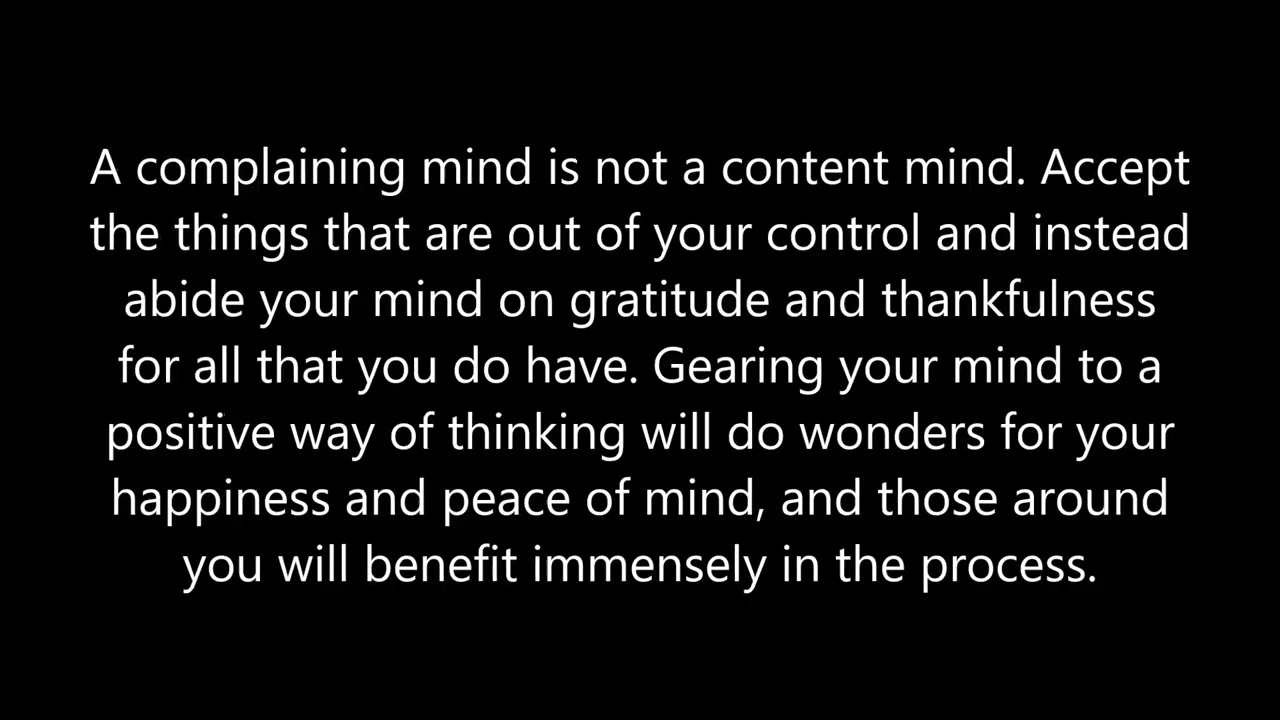 A complaining mind is not a content mind. Accept
the things that are out of your control and instead
abide your mind on gratitude and thankfulness
for all that you do have. Gearing your mind to a
positive way of thinking will do wonders for your
happiness and peace of mind, and those around
you will benefit immensely in the process.